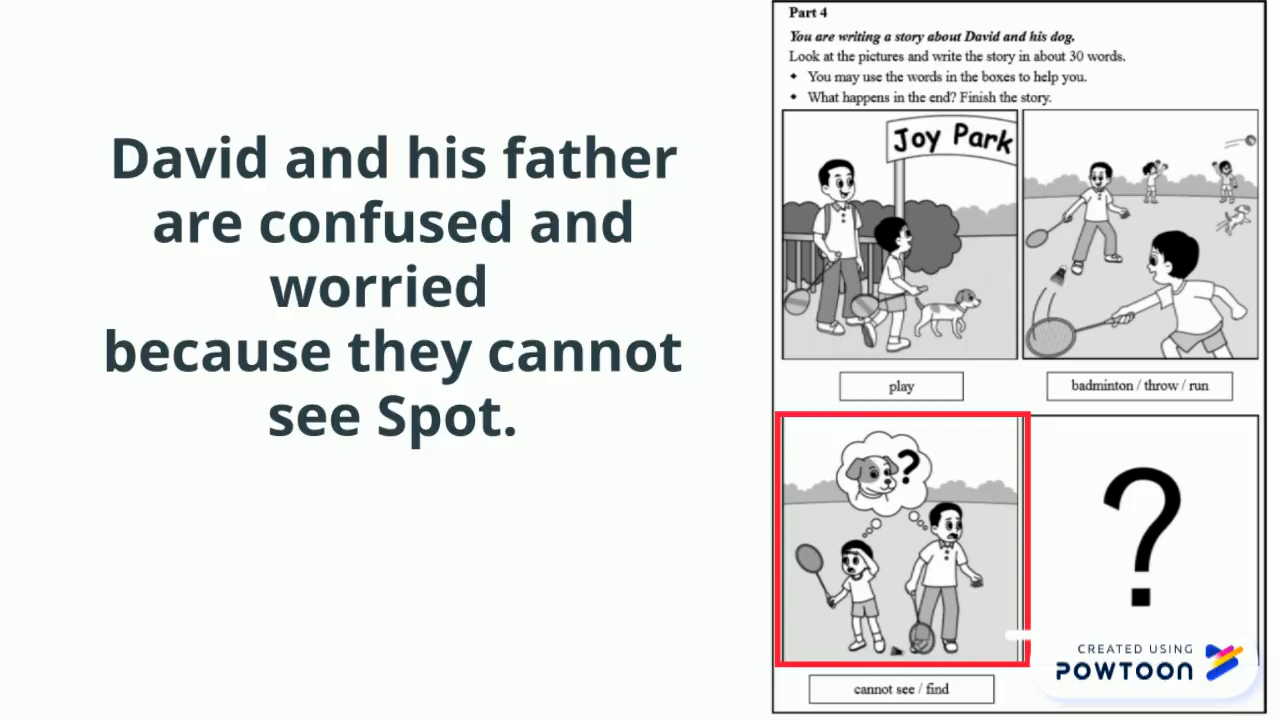 David and his father
are confused and
worried
because they cannot
see Spot.
Part 4
You are writing a story about David and his dog.
Look at the pictures and write the story in about 30 words.
• You may use the words in the boxes to help you.
• What happens in the end? Finish the story.
Joy Park
play
badminton / throw / run
?
?
cannot see / find
CREATED USING
POWTOON